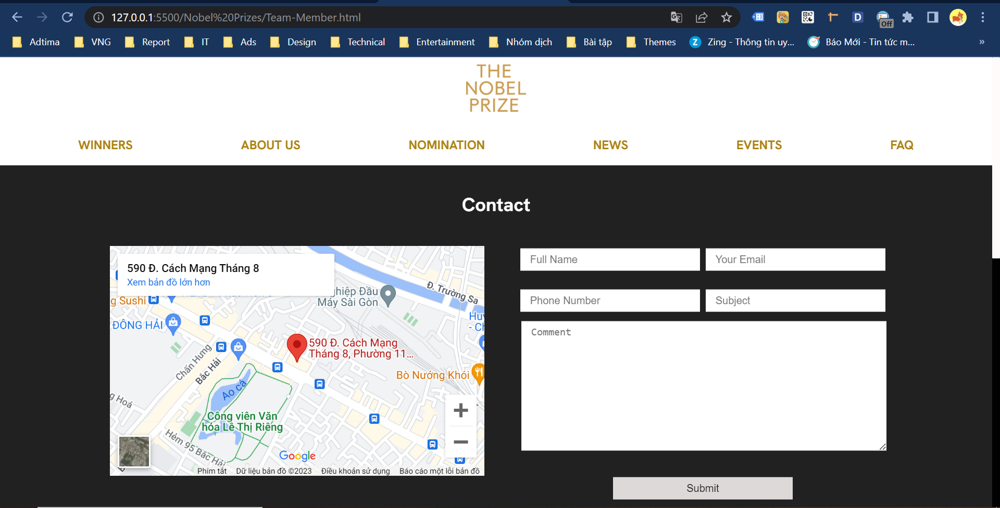 127.0.0.1:5500/Nobel%20Prizes/Team-Member.html
Off
Adtima
VNG
Report
IT
Ads
Design
Technical
Entertainment
Nhóm dịch
Bài tập
Themes
Zing - Thông tin uy...
Báo Mới - Tin tức m...
»
THE
NOBEL
PRIZE
WINNERS
ABOUT US
NOMINATION
NEWS
EVENTS
FAQ
Contact
590 Đ. Cách Mạng Tháng 8
Xem bản đồ lớn hơn
g Sushi
ĐÔNG HẢI
Đầu
Máy Sài Gòn
Đ. Trường Sa
590 Đ. Cách Mạng
Tháng 8, Phường 11...
Chấn Hưng
Bắc Hải
Bò Nướng Khói
Ao cá
g Hoá
Công viên Văn
hóa Lê Thị Riêng
Hẻm 95 Bắc Hải
Google
Phím tắt
Dữ liệu bản đồ ©2023
Điều khoản sử dụng
Báo cáo một lỗi bản đồ
Full Name
Your Email
Phone Number
Subject
Comment
Submit